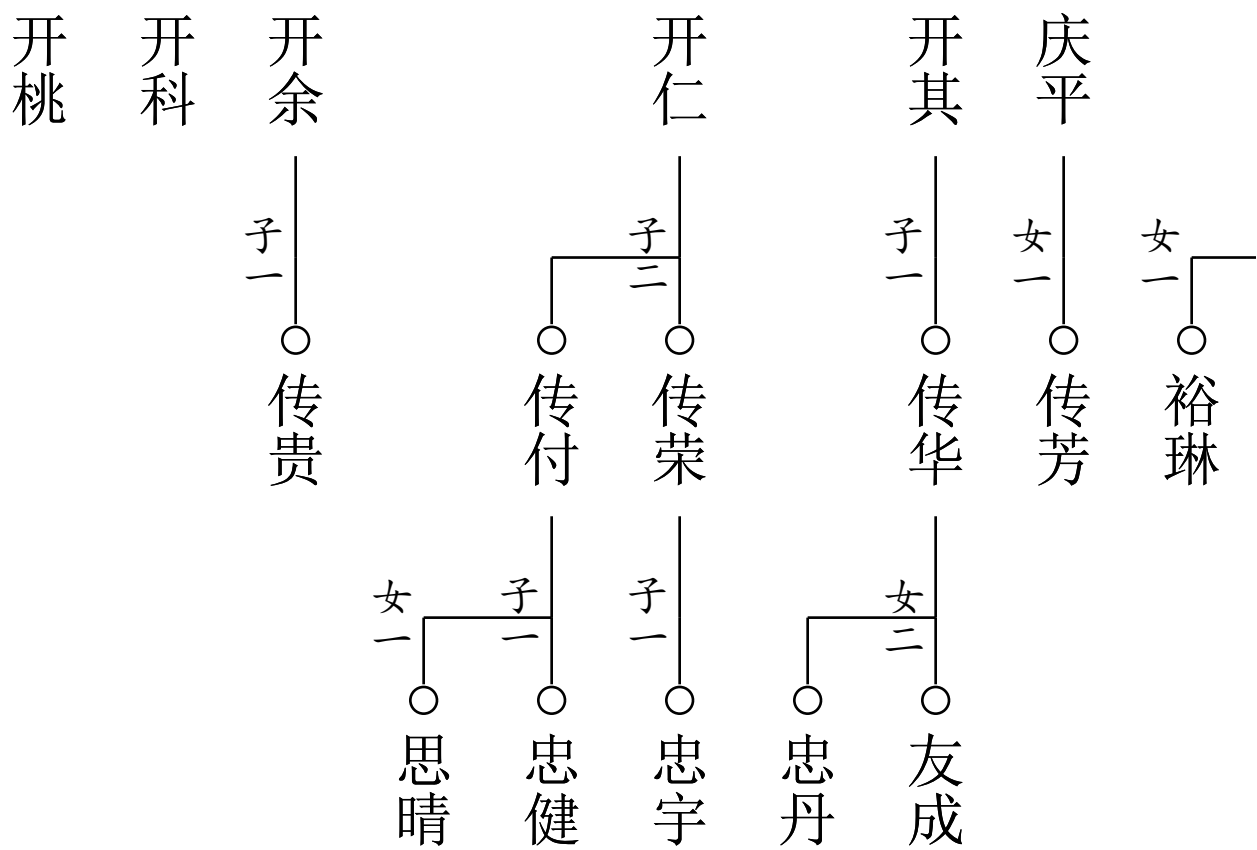 开桃
开科
开余
开仁
开其
庆平
子一
子二
子一
女一
女一
传贵
传付
传荣
传华
传芳
裕琳
女一
子一
子一
女二
思晴
忠健
忠宇
忠丹
友成